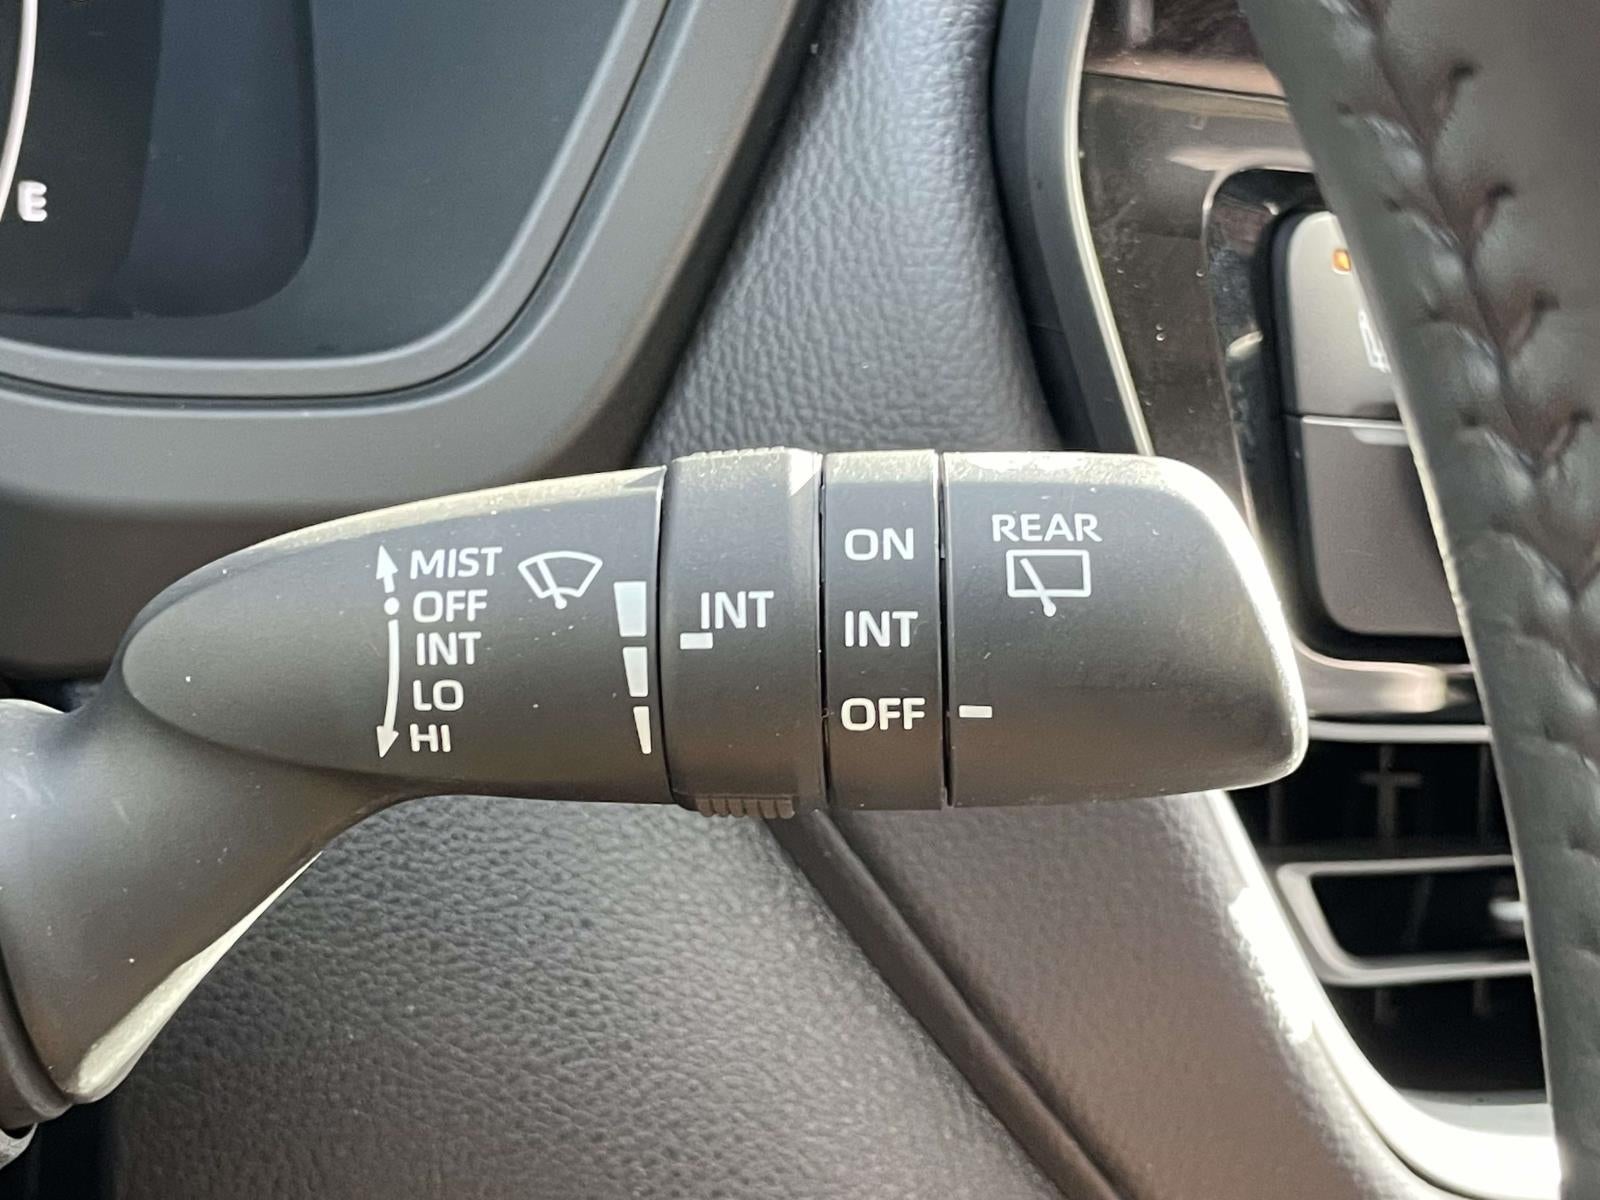 E
MIST
OFF
INT
LO
HI
INT
ON
INT
OFF
REAR